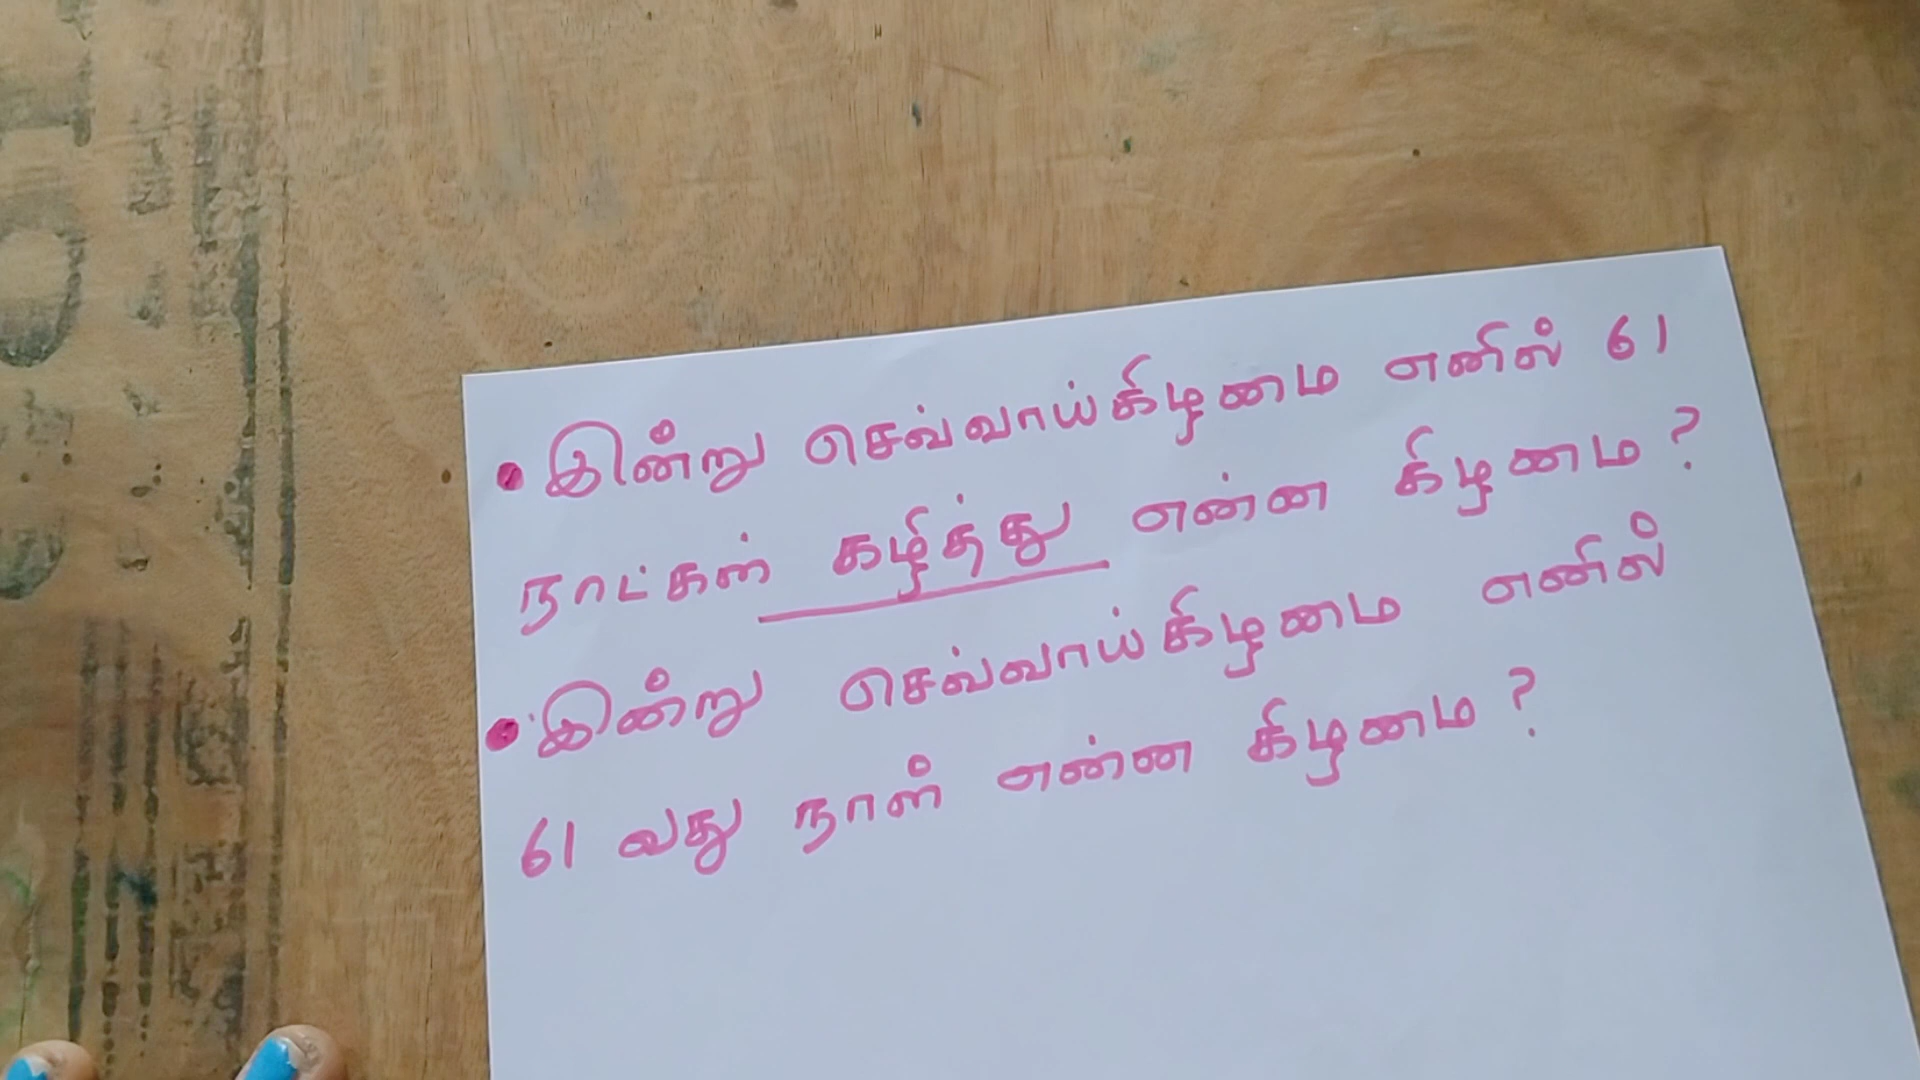 • இன்று செவ்வாய்கிழமை எனில் 61
நாட்கள் கழித்து என்ன கிழமை?
• இன்று செவ்வாய்கிழமை எனில்
61 வது நாள் என்ன கிழமை?